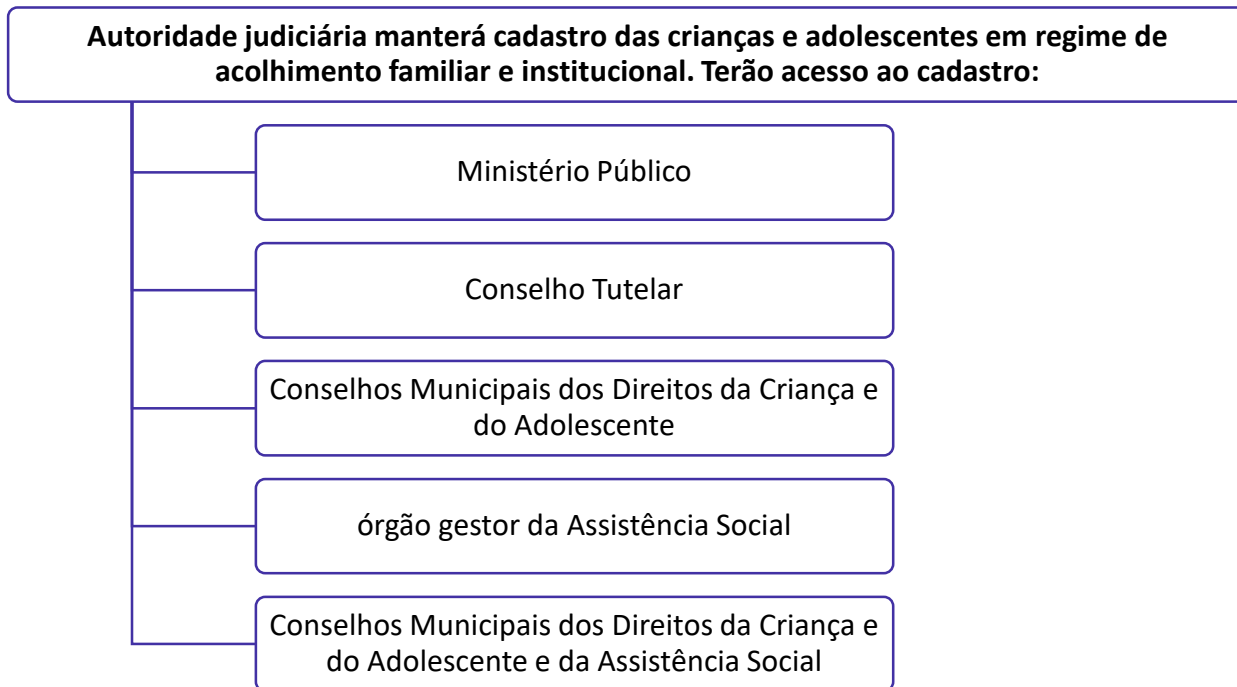 Autoridade judiciária manterá cadastro das crianças e adolescentes em regime de
acolhimento familiar e institucional. Terão acesso ao cadastro:
Ministério Público
Conselho Tutelar
Conselhos Municipais dos Direitos da Criança e
do Adolescente
órgão gestor da Assistência Social
Conselhos Municipais dos Direitos da Criança e
do Adolescente e da Assistência Social